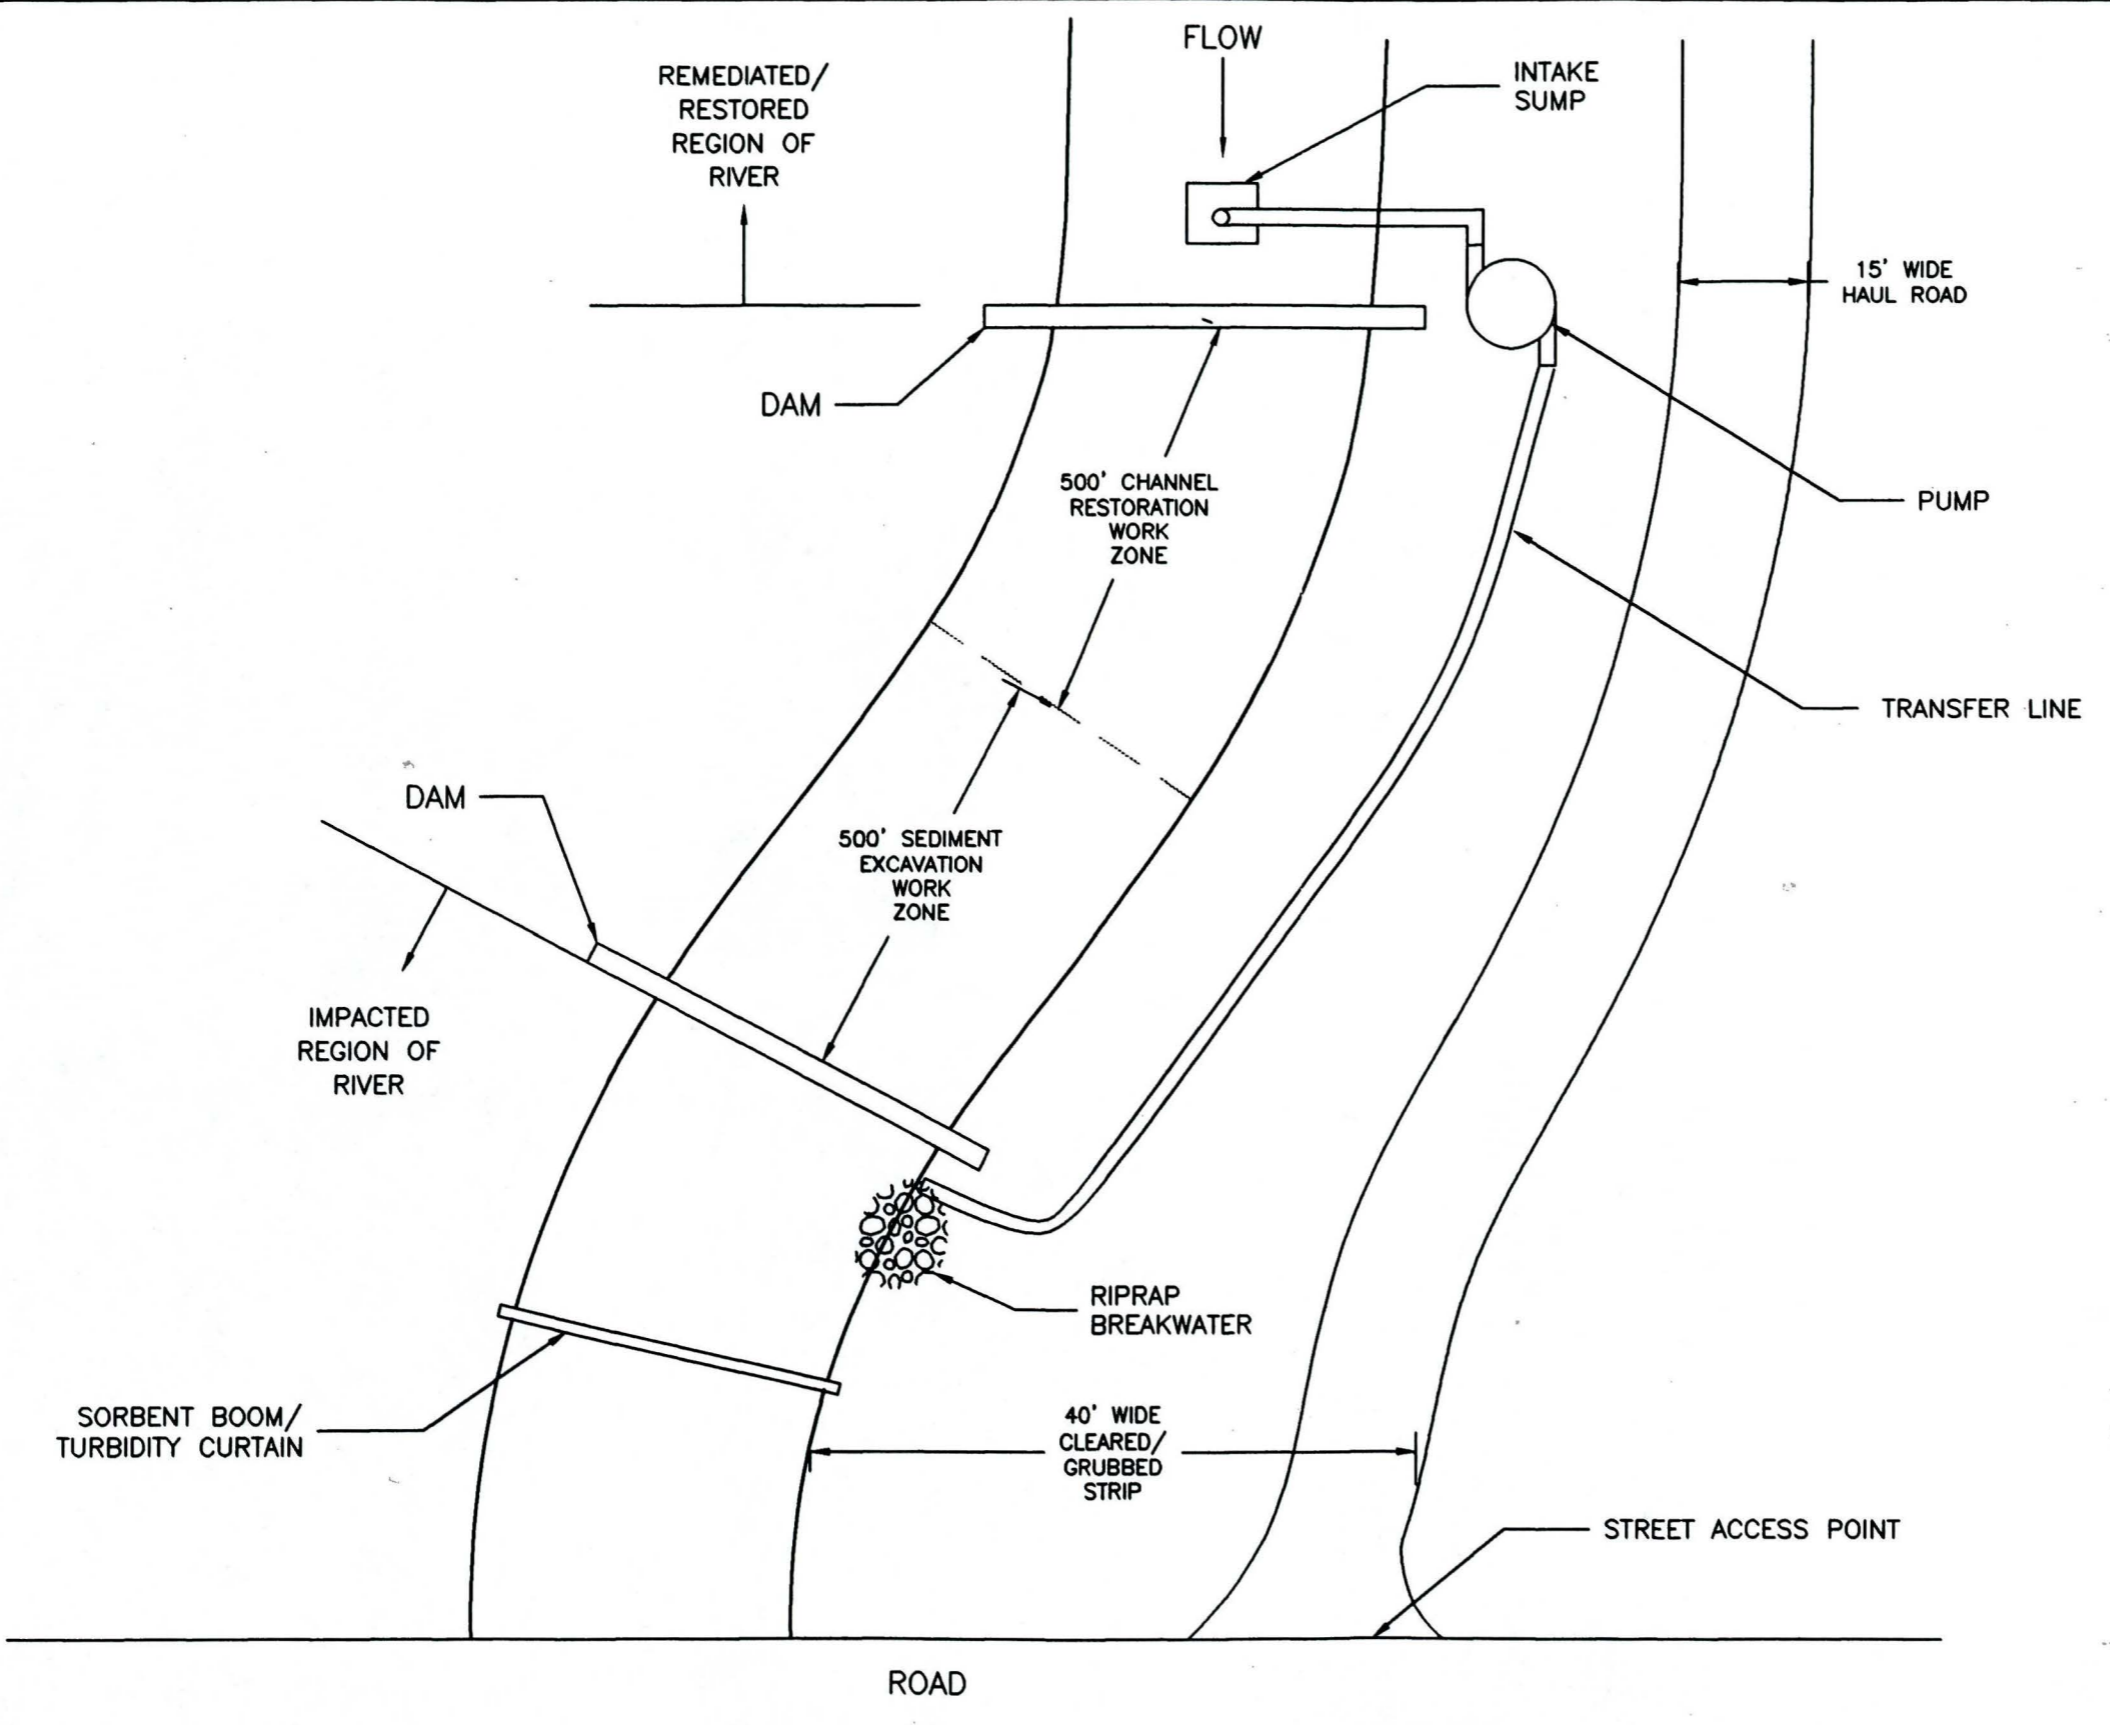 FLOW
REMEDIATED/
RESTORED
REGION OF
RIVER
INTAKE
SUMP
15' WIDE
HAUL ROAD
DAM
500' CHANNEL
RESTORATION
WORK
ZONE
PUMP
TRANSFER LINE
DAM
500' SEDIMENT
EXCAVATION
WORK
ZONE
IMPACTED
REGION OF
RIVER
RIPRAP
BREAKWATER
SORBENT BOOM/
TURBIDITY CURTAIN
40' WIDE
CLEARED/
GRUBBED
STRIP
STREET ACCESS POINT
ROAD